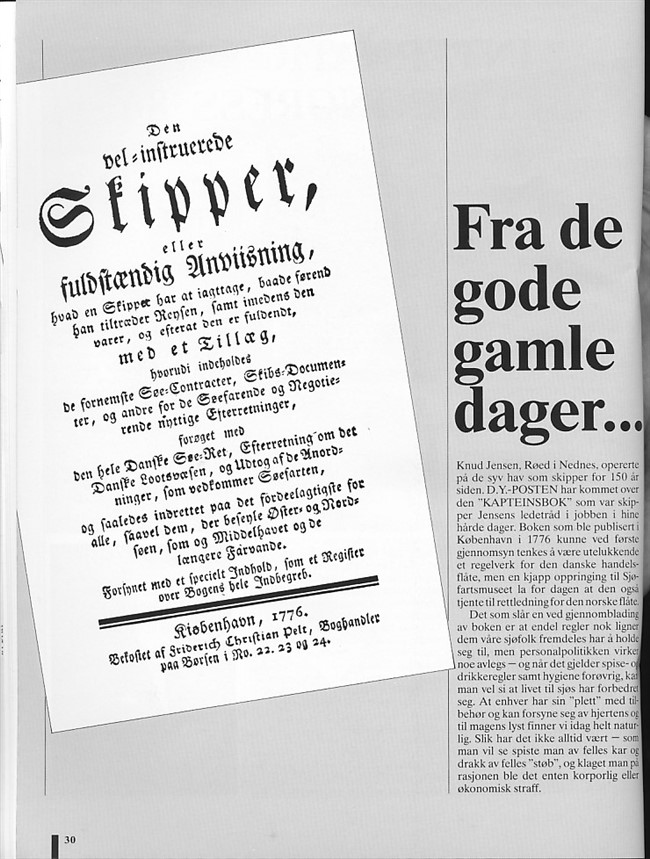 Den
vel-instruerede
Skipper,
eller
fuldstændig Anviisning,
hvad en Skipper har at iagttage, baade førend
han tiltræder Reysen, samt imedens den
varer, og efterat den er fuldendt,
med et Tillæg,
hvorudi indeholdes
de fornemste Søe-Contracter, Skibs-Documen-
ter, og andre for de Søefarende og Negotie-
rende nyttige Efterretninger,
forøget med
den hele Danske Søe-Ret, Efterretning om det
Danske Lootsvæsen, og Udtog af de Anord-
ninger, som vedkommer Søefarten,
og saaledes indrettet paa det fordeelagtigste for
alle, saavel dem, der beseyle Øster- og Nord-
søen, som og Middelhavet og de
længere Farvande.
Forsynet med et specielt Indhold, som et Register
over Bogens hele Indbegreb.
Kiøbenhavn, 1776.
Bekostet af Friderich Christian Pelt, Boghandler
paa Børsen i No. 22. 23 og 24.
Fra de
gode
gamle
dager...
Knud Jensen, Røed i Nednes, opererte
på de syv hav som skipper for 150 år
siden. D.Y.-POSTEN har kommet over
den "KAPTEINSBOK" som var skip-
per Jensens ledetråd i jobben i hine
hårde dager. Boken som ble publisert i
København i 1776 kunne ved første
gjennomsyn tenkes å være utelukkende
et regelverk for den danske handels-
flåte, men en kjapp oppringing til Sjø-
fartsmuseet la for dagen at den også
tjente til rettledning for den norske flåte.
Det som slår en ved gjennomblading
av boken er at endel regler nok ligner
dem våre sjøfolk fremdeles har å holde
seg til, men personalpolitikken virker
noe avlegs — og når det gjelder spise- og
drikkeregler samt hygiene forøvrig, kan
man vel si at livet til sjøs har forbedret
seg. At enhver har sin "plett" med til-
behør og kan forsyne seg av hjertens og
til magens lyst finner vi idag helt natur-
lig. Slik har det ikke alltid vært — som
man vil se spiste man av felles kar og
drakk av felles "støb", og klaget man på
rasjonen ble det enten korporlig eller
økonomisk straff.
30